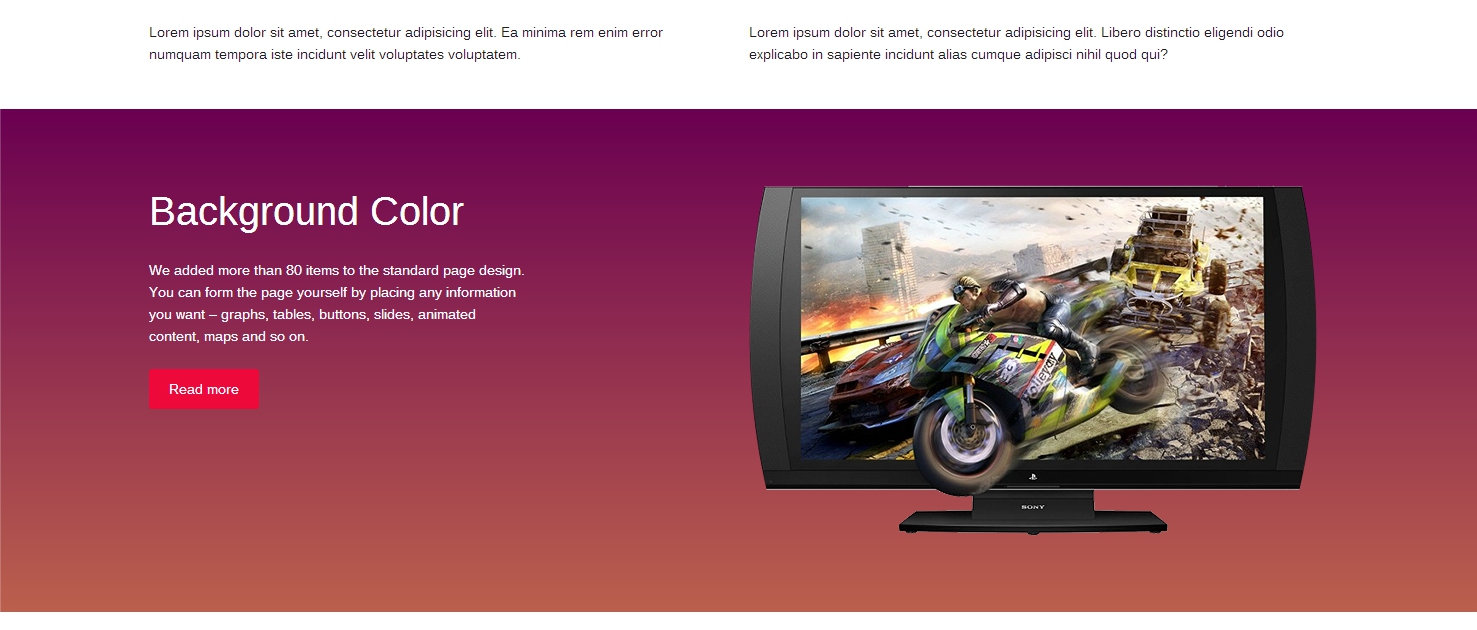 Lorem ipsum dolor sit amet, consectetur adipisicing elit. Ea minima rem enim error
numquam tempora iste incidunt velit voluptates voluptatem.
Lorem ipsum dolor sit amet, consectetur adipisicing elit. Libero distinctio eligendi odio
explicabo in sapiente incidunt alias cumque adipisci nihil quod qui?
Background Color
We added more than 80 items to the standard page design.
You can form the page yourself by placing any information
you want – graphs, tables, buttons, slides, animated
content, maps and so on.
Read more
SONY